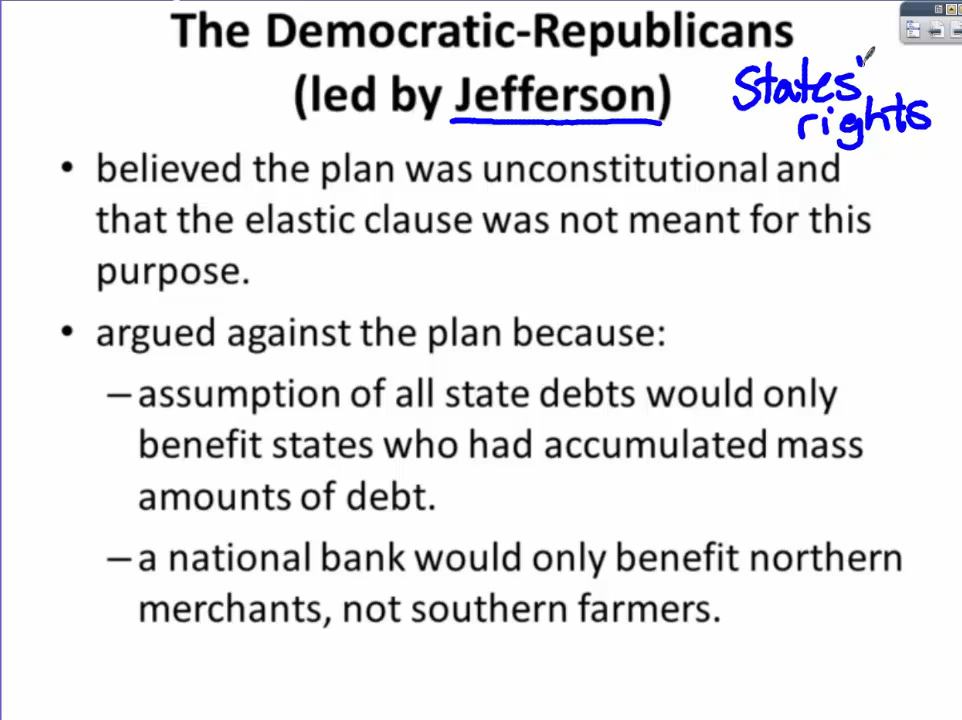 The Democratic-Republicans
(led by Jefferson)
States'
rights
• believed the plan was unconstitutional and
that the elastic clause was not meant for this
purpose.
• argued against the plan because:
– assumption of all state debts would only
benefit states who had accumulated mass
amounts of debt.
– a national bank would only benefit northern
merchants, not southern farmers.